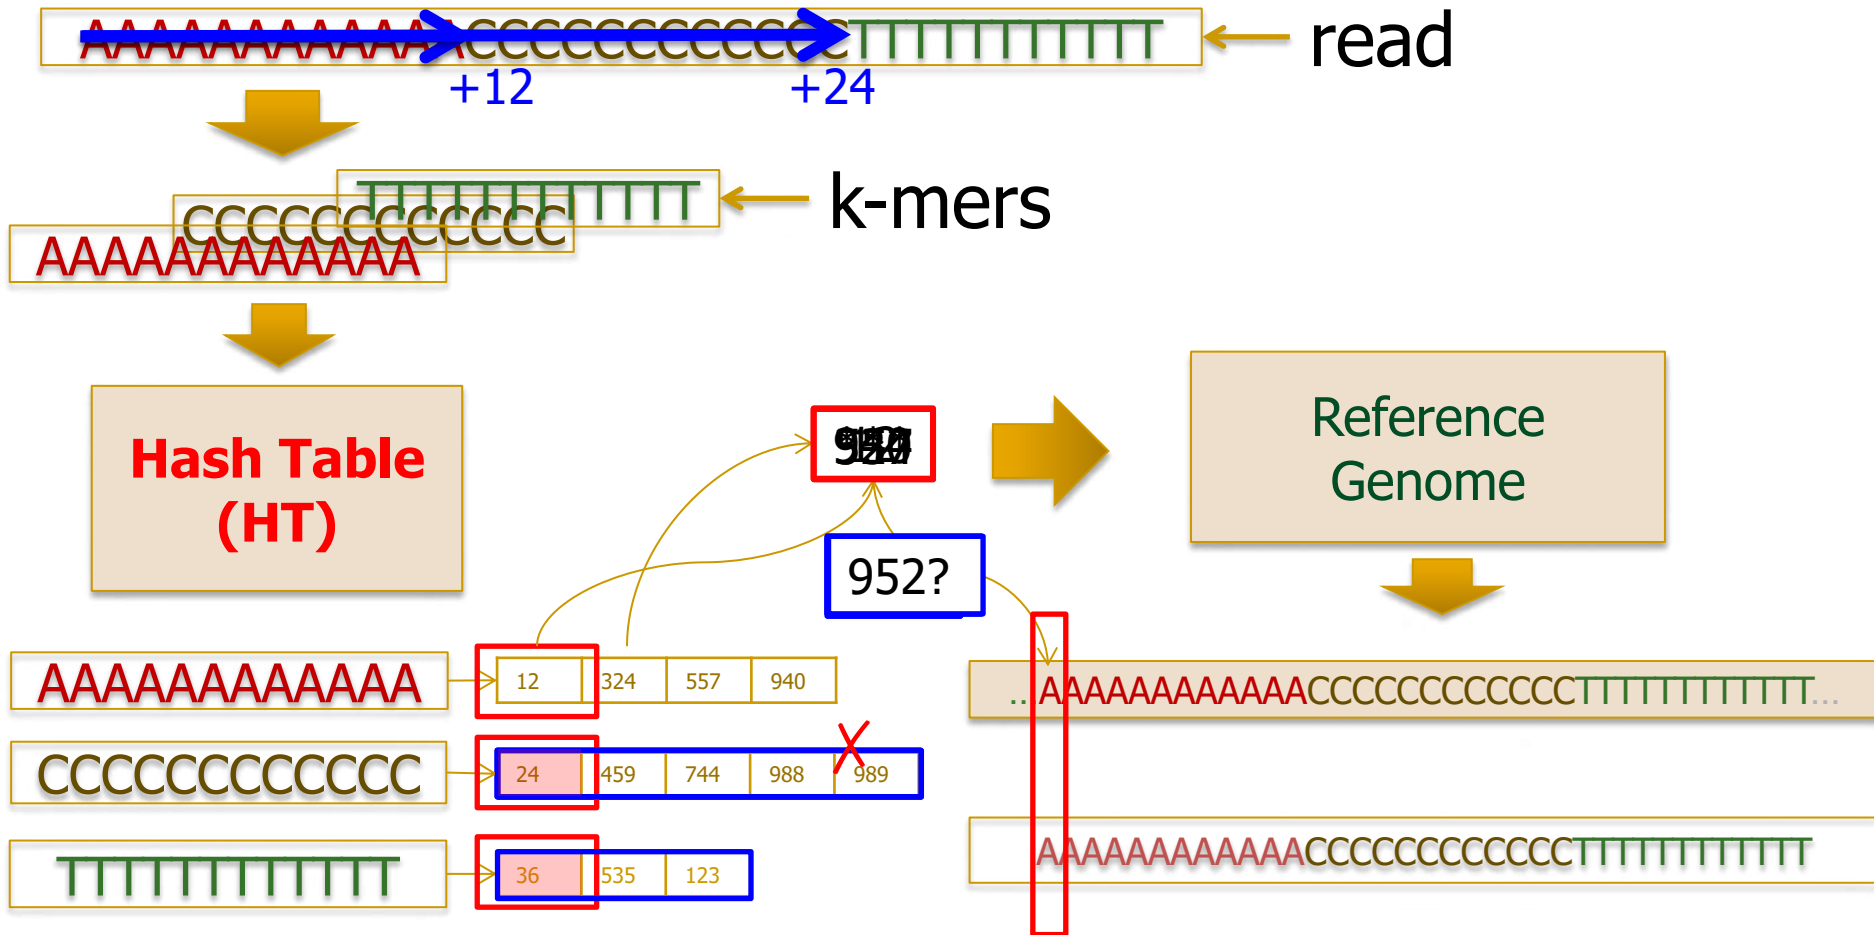 AAAAAAAAAAAACCCCCCCCCCCCTTTTTTTTTTT
read
+12
+24
TTTTTTTTTTTT
k-mers
CCCCCCCCCCCC
AAAAAAAAAAAA
Hash Table
(HT)
Reference
Genome
952?
AAAAAAAAAAAA
12 324 557 940
...AAAAAAAAAAAACCCCCCCCCCCCTTTTTTTTTTTT...
CCCCCCCCCCCC
24 459 744 988 989
TTTTTTTTTTTT
36 535 123
AAAAAAAAAAAACCCCCCCCCCCCTTTTTTTTTTTT